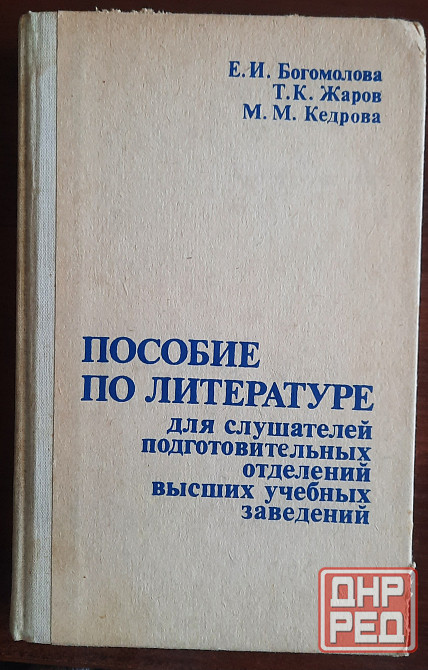 Е.И. Богомолова
Т.К. Жаров
М.М. Кедрова
ПОСОБИЕ
ПО ЛИТЕРАТУРЕ
для слушателей
подготовительных
отделений
высших учебных
заведений
ДНР
РЕД